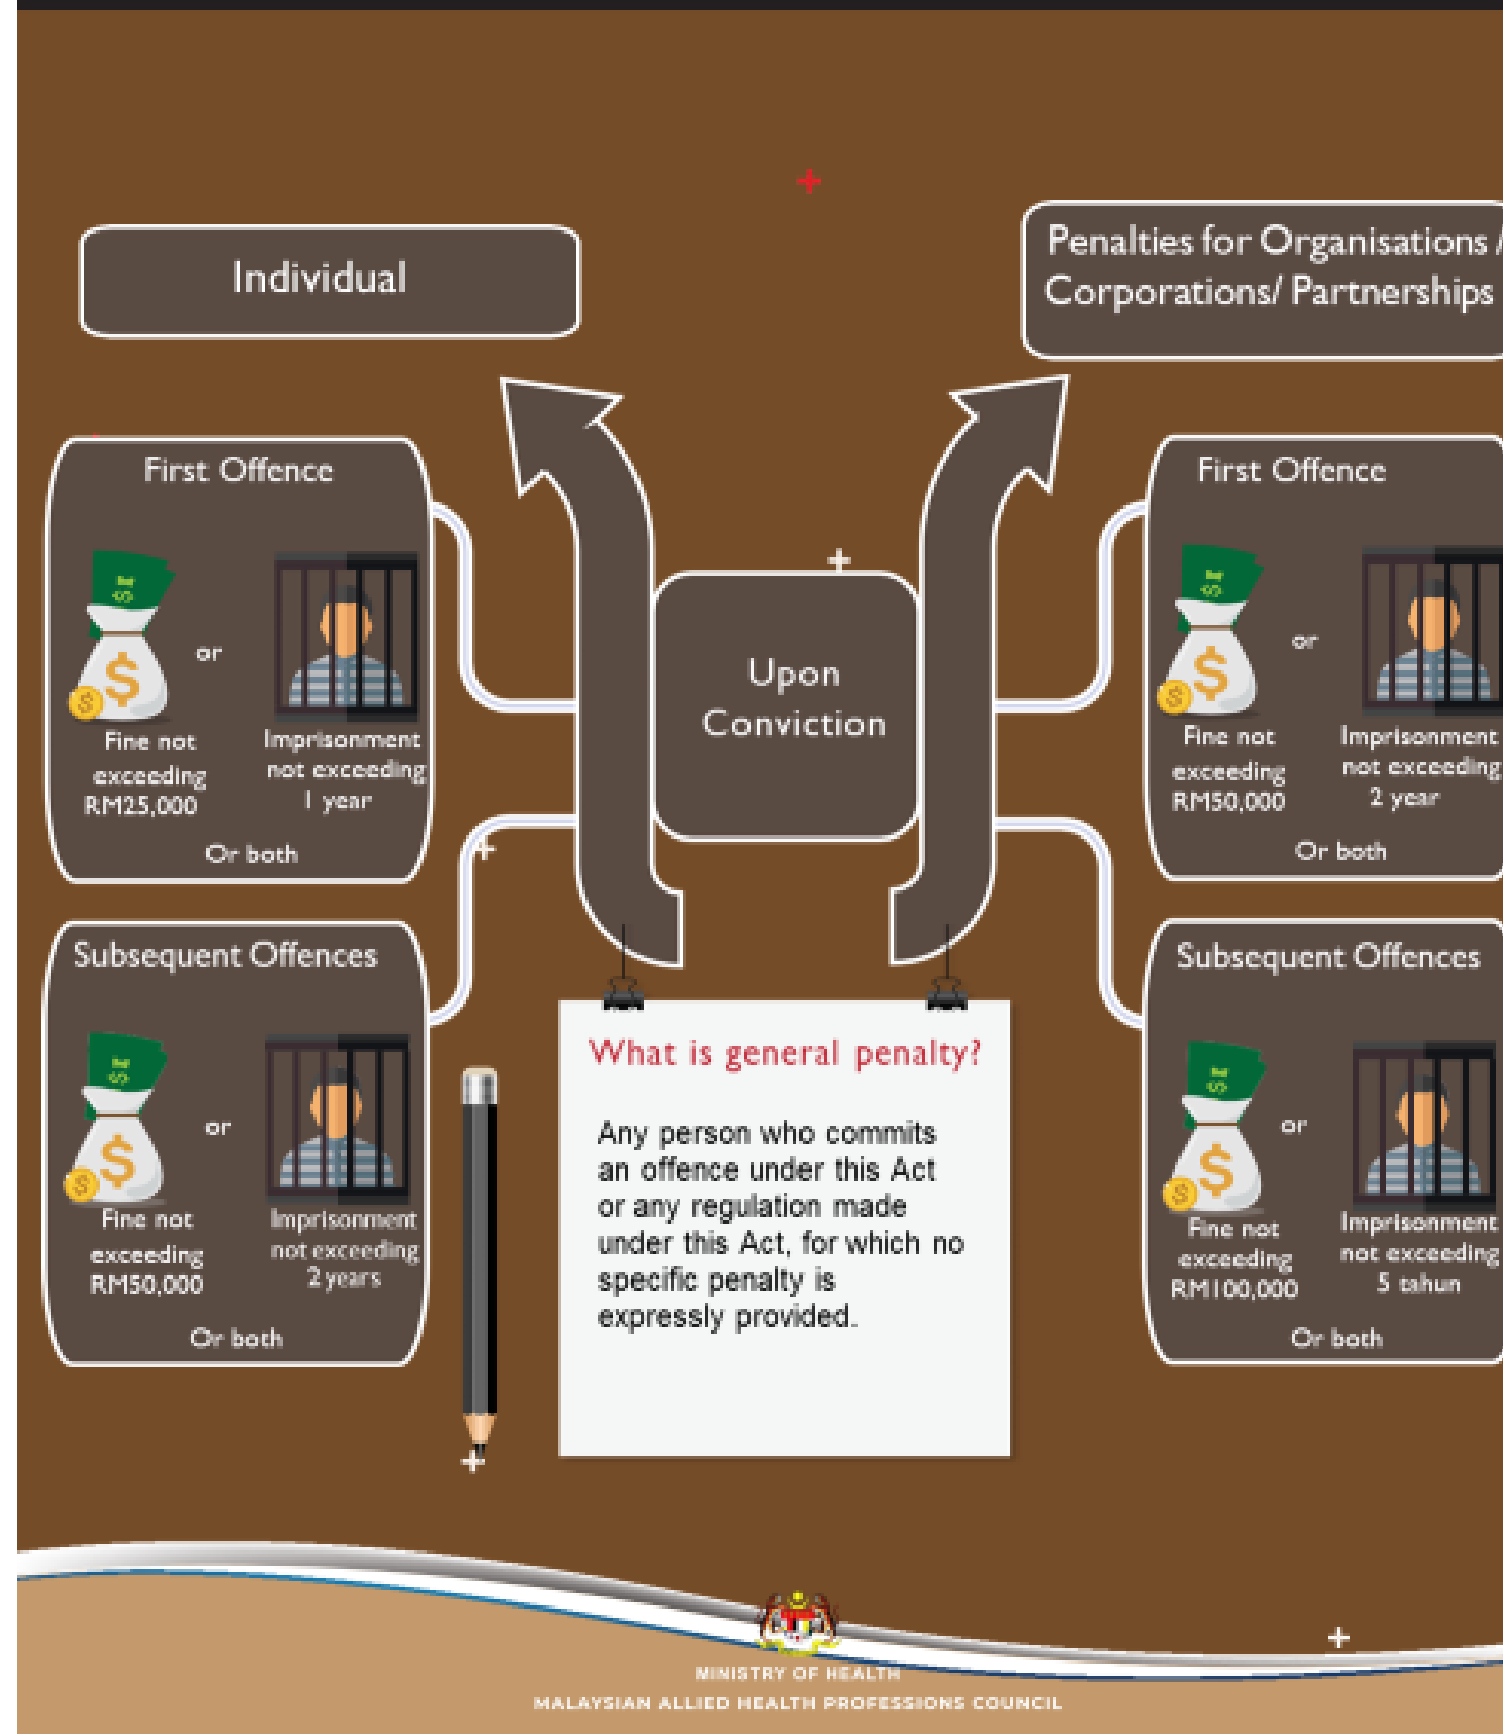 Individual
Penalties for Organisations /
Corporations/ Partnerships
First Offence
or
Fine not
exceeding
RM25,000
Imprisonment
not exceeding
1 year
Or both
Subsequent Offences
or
Fine not
exceeding
RM50,000
Imprisonment
not exceeding
2 years
Or both
Upon
Conviction
What is general penalty?
Any person who commits
an offence under this Act
or any regulation made
under this Act, for which no
specific penalty is
expressly provided.
First Offence
or
Fine not
exceeding
RM50,000
Imprisonment
not exceeding
2 year
Or both
Subsequent Offences
or
Fine not
exceeding
RM100,000
Imprisonment
not exceeding
5 tahun
Or both
MINISTRY OF HEALTH
MALAYSIAN ALLIED HEALTH PROFESSIONS COUNCIL